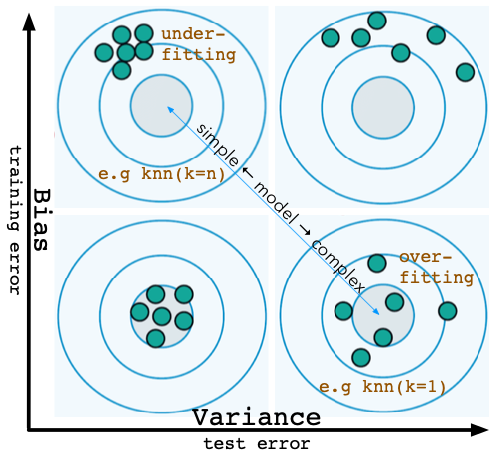 under-
fitting
e.g knn(k=n)
simple ← model → complex
Bias
training error
over-
fitting
e.g knn(k=1)
Variance
test error